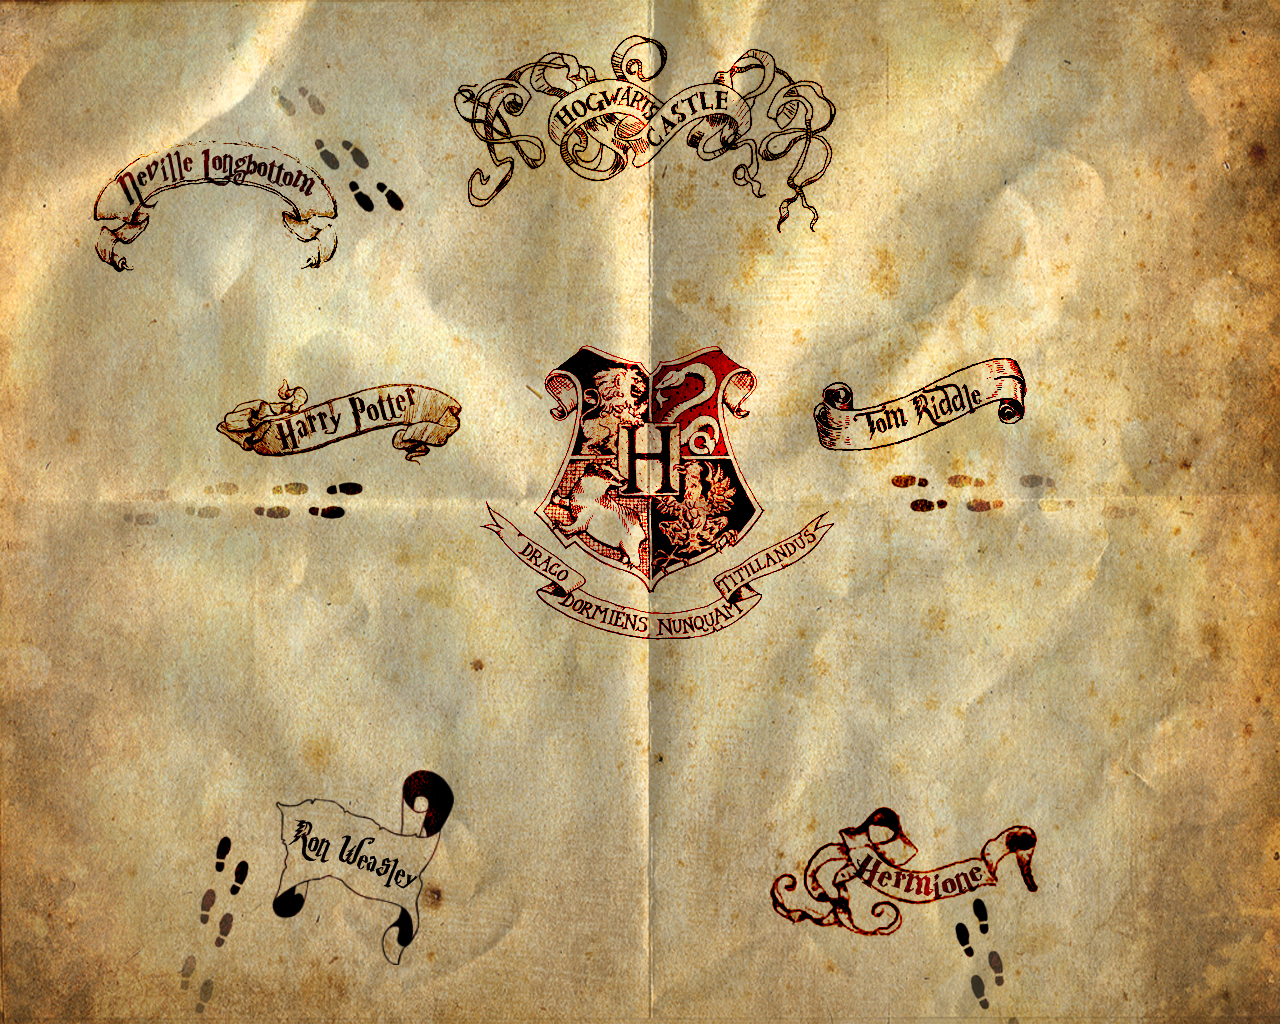 HOGWARTS CASTLE
Neville Longbottom
Harry Potter
Tom Riddle
H
DRACO DORMIENS NUNQUAM TITILLANDUS
Ron Weasley
Hermione